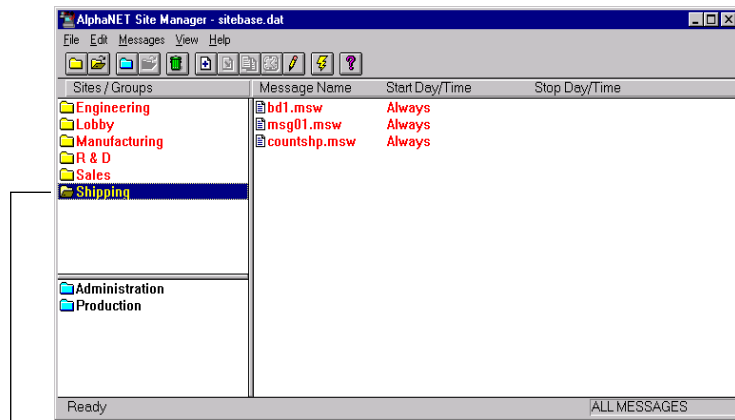 AlphaNET Site Manager - sitebase.dat
File Edit Messages View Help
Sites / Groups Message Name Start Day/Time Stop Day/Time
Engineering bd1.msw Always
Lobby msg01.msw Always
Manufacturing countshp.msw Always
R & D
Sales
Shipping
Administration
Production
Ready ALL MESSAGES